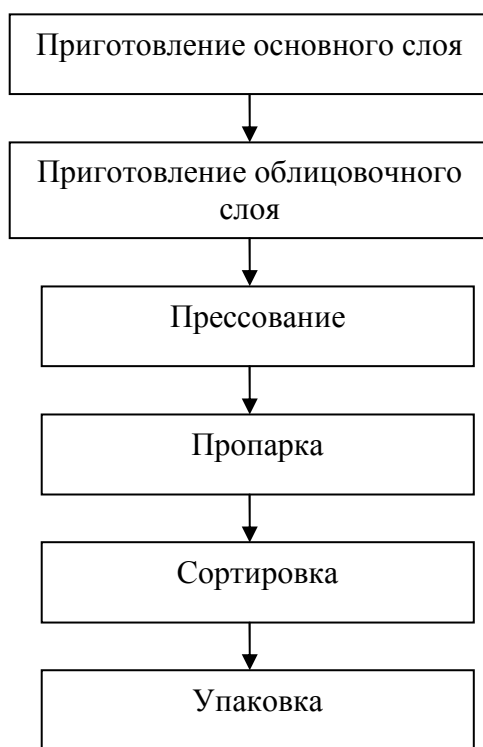 Приготовление основного слоя
Приготовление облицовочного
слоя
Прессование
Пропарка
Сортировка
Упаковка